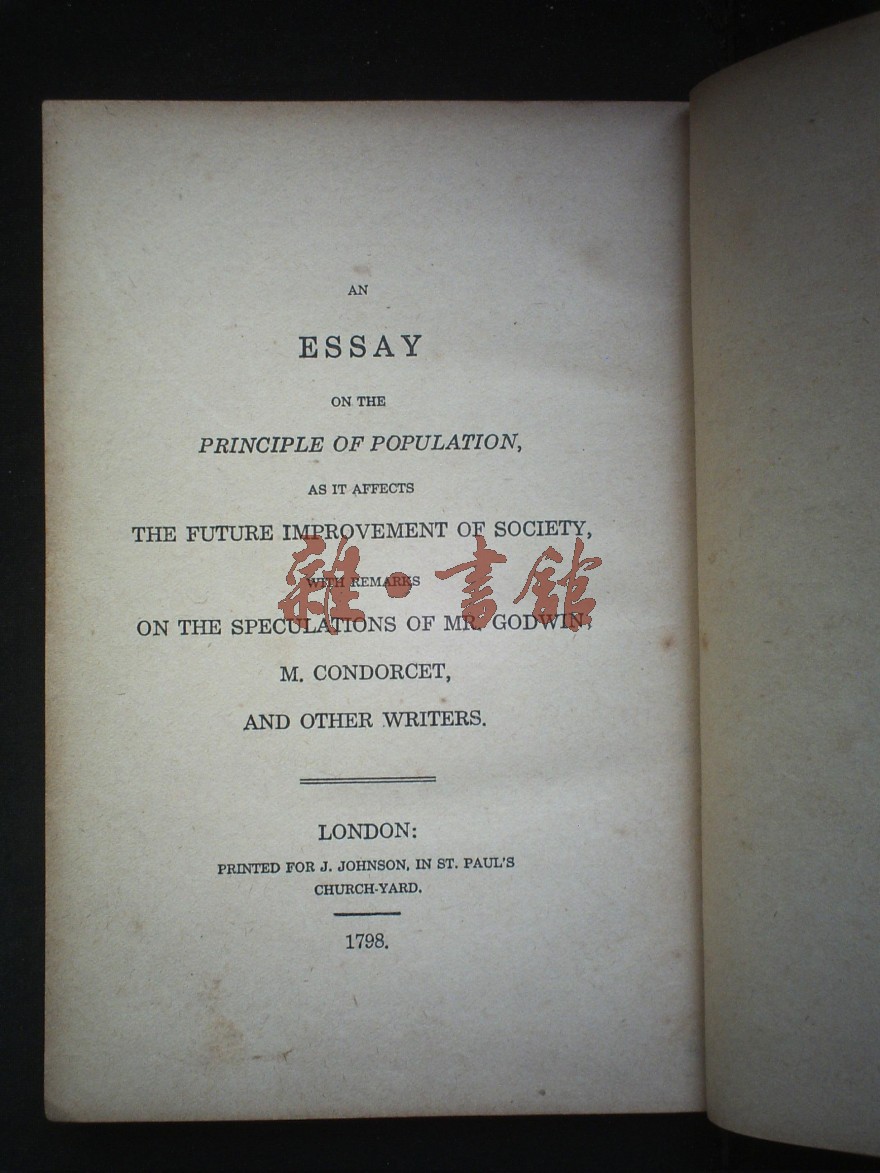 AN
ESSAY
ON THE
PRINCIPLE OF POPULATION,
AS IT AFFECTS
THE FUTURE IMPROVEMENT OF SOCIETY,
WITH REMARKS
雜·書館
ON THE SPECULATIONS OF MR. GODWIN,
M. CONDORCET,
AND OTHER WRITERS.
LONDON:
PRINTED FOR J. JOHNSON, IN ST. PAUL'S
CHURCH-YARD.
1798.